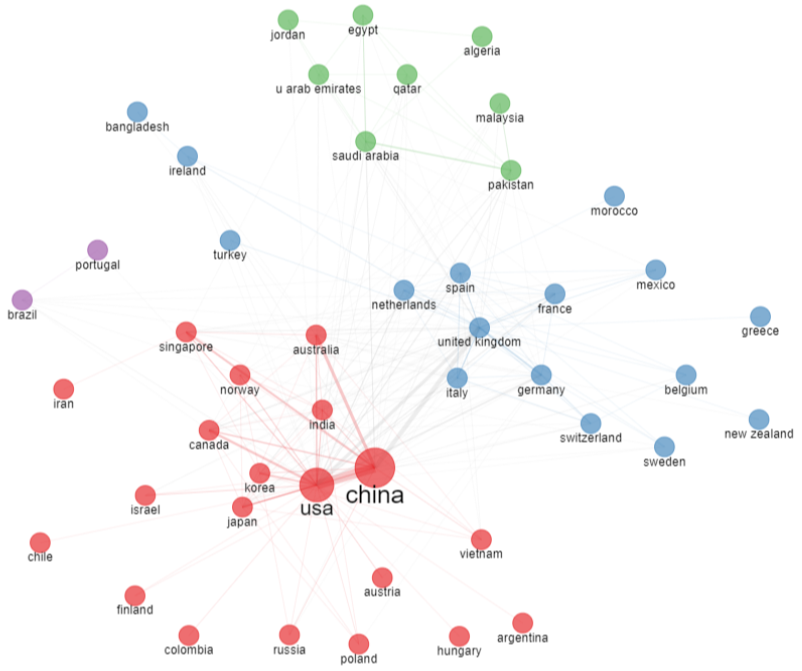 jordan
egypt
algeria
u arab emirates
qatar
malaysia
bangladesh
saudi arabia
ireland
pakistan
morocco
turkey
portugal
spain
mexico
netherlands
france
brazil
greece
united kingdom
singapore
australia
norway
italy
germany
belgium
iran
india
canada
switzerland
new zealand
sweden
korea
china
usa
israel
japan
chile
vietnam
austria
finland
colombia
russia
poland
hungary
argentina